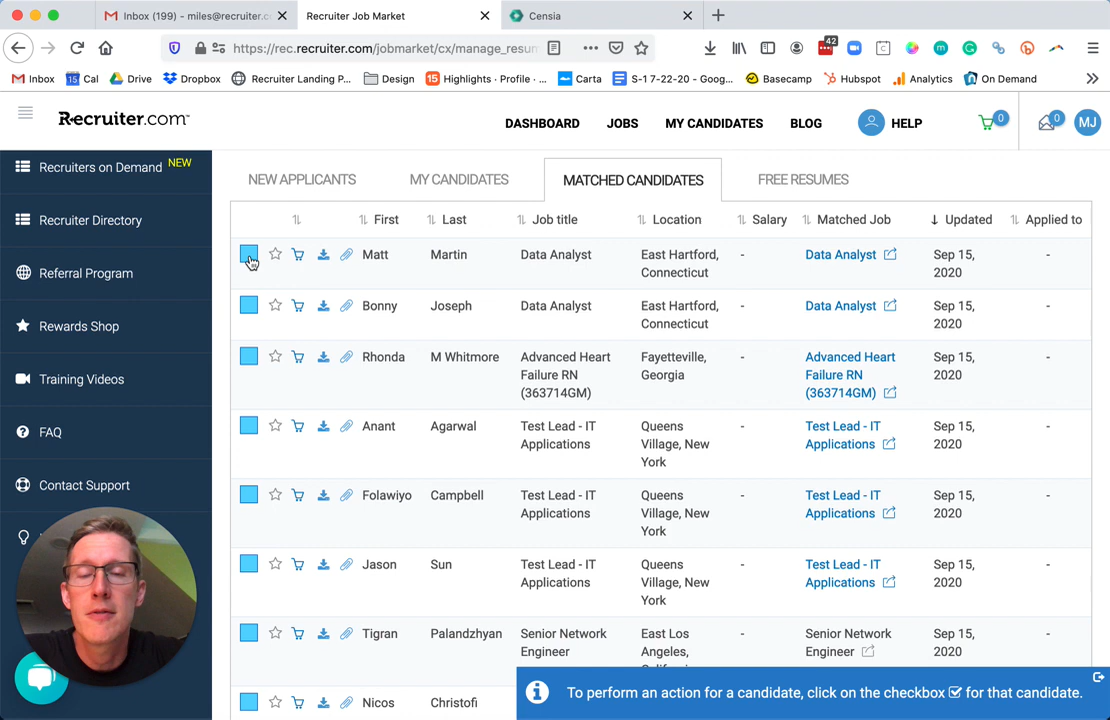 Inbox (199) - miles@recruiter.c
Recruiter Job Market
Censia
https://rec.recruiter.com/jobmarket/cx/manage_resum
42
Inbox
15 Cal
Drive
Dropbox
Recruiter Landing P...
Design
15 Highlights · Profile · ...
Carta
S-1 7-22-20 - Goog...
Basecamp
Hubspot
Analytics
On Demand
Recruiter.com
DASHBOARD
JOBS
MY CANDIDATES
BLOG
HELP
0
0
MJ
Recruiters on Demand NEW
Recruiter Directory
Referral Program
Rewards Shop
Training Videos
FAQ
Contact Support
NEW APPLICANTS
MY CANDIDATES
MATCHED CANDIDATES
FREE RESUMES
First Last Job title Location Salary Matched Job Updated Applied to
Matt Martin Data Analyst East Hartford, - Data Analyst Sep 15, -
Connecticut 2020
Bonny Joseph Data Analyst East Hartford, - Data Analyst Sep 15, -
Connecticut 2020
Rhonda M Whitmore Advanced Heart Fayetteville, - Advanced Heart Sep 15, -
Failure RN Georgia Failure RN 2020
(363714GM) (363714GM)
Anant Agarwal Test Lead - IT Queens - Test Lead - IT Sep 15, -
Applications Village, New Applications 2020
York
Folawiyo Campbell Test Lead - IT Queens - Test Lead - IT Sep 15, -
Applications Village, New Applications 2020
York
Jason Sun Test Lead - IT Queens - Test Lead - IT Sep 15, -
Applications Village, New Applications 2020
York
Tigran Palandzhyan Senior Network East Los - Senior Network Sep 15, -
Engineer Angeles, Engineer 2020
Nicos Christofi
To perform an action for a candidate, click on the checkbox for that candidate.